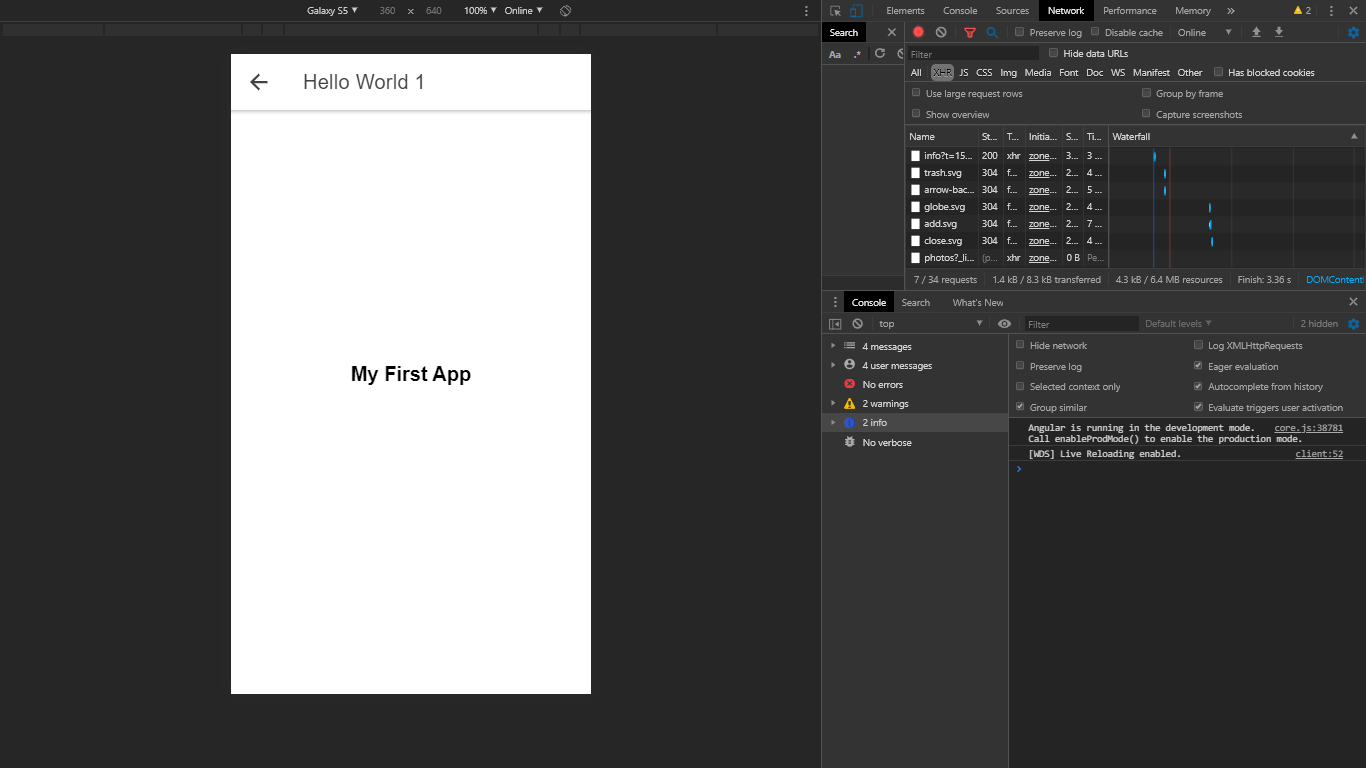 Galaxy S5 ▼ 360 × 640 100% ▼ Online ▼
Hello World 1
My First App
Elements Console Sources Network Performance Memory » 2
Search
Aa .*
Preserve log Disable cache Online ▼
Filter Hide data URLs
All XHR JS CSS Img Media Font Doc WS Manifest Other Has blocked cookies
Use large request rows Group by frame
Show overview Capture screenshots
Name St... T... Initia... S... Ti... Waterfall
info?t=15... 200 xhr zone... 3... 3 ...
trash.svg 304 f... zone... 2... 4 ...
arrow-bac... 304 f... zone... 2... 5 ...
globe.svg 304 f... zone... 2... 4 ...
add.svg 304 f... zone... 2... 7 ...
close.svg 304 f... zone... 2... 4 ...
photos?_li... (p... xhr zone... 0 B Pe...
7 / 34 requests 1.4 kB / 8.3 kB transferred 4.3 kB / 6.4 MB resources Finish: 3.36 s DOMContentl
Console Search What's New
top ▼ Filter Default levels ▼ 2 hidden
4 messages
4 user messages
No errors
2 warnings
2 info
No verbose
Hide network Log XMLHttpRequests
Preserve log Eager evaluation
Selected context only Autocomplete from history
Group similar Evaluate triggers user activation
Angular is running in the development mode. core.js:38781
Call enableProdMode() to enable the production mode.
[WDS] Live Reloading enabled. client:52